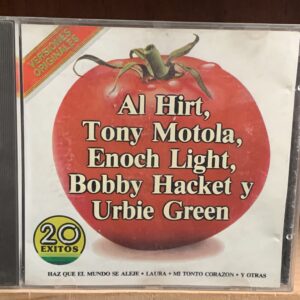 VERSIONES
ORIGINALES
Al Hirt,
Tony Motola,
Enoch Light,
Bobby Hacket y
Urbie Green
20
EXITOS
HAZ QUE EL MUNDO SE ALEJE • LAURA • MI TONTO CORAZON • Y OTRAS